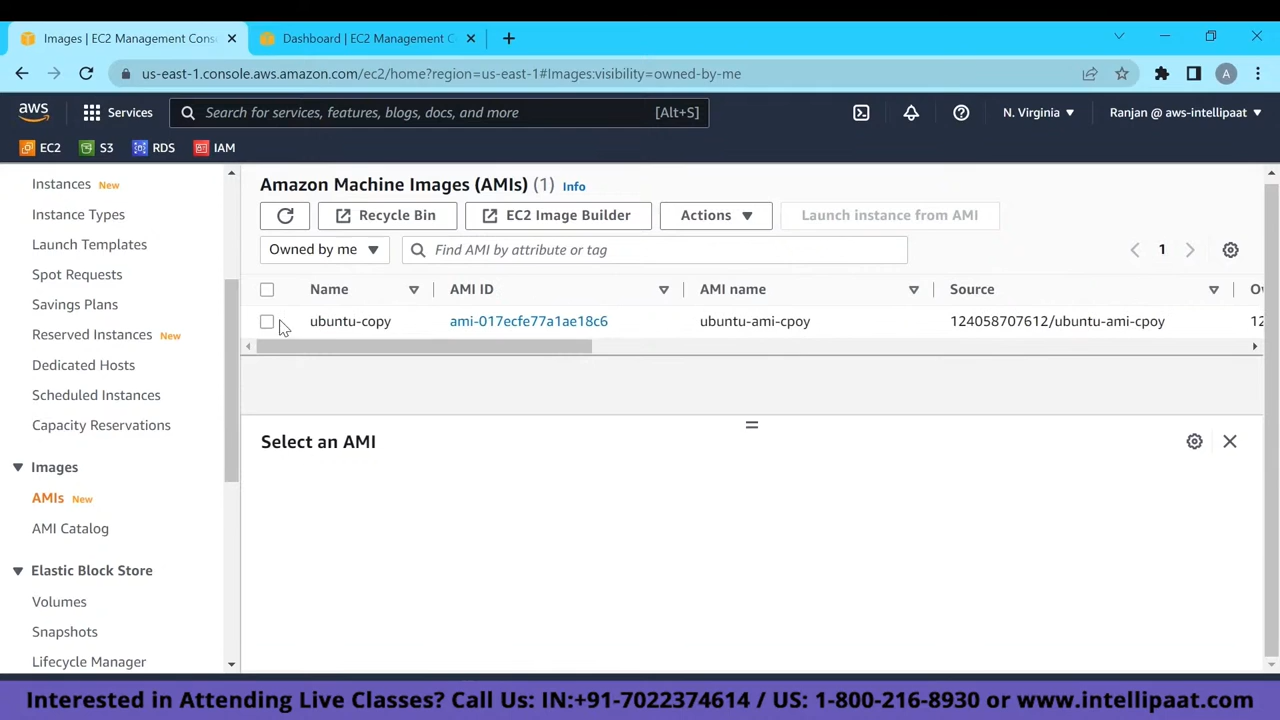 Images | EC2 Management Cons
Dashboard | EC2 Management C
us-east-1.console.aws.amazon.com/ec2/home?region=us-east-1#Images:visibility=owned-by-me
A
aws
Services
Search for services, features, blogs, docs, and more
[Alt+S]
N. Virginia
Ranjan @ aws-intellipaat
EC2
S3
RDS
IAM
Instances New
Instance Types
Launch Templates
Spot Requests
Savings Plans
Reserved Instances New
Dedicated Hosts
Scheduled Instances
Capacity Reservations
Images
AMIs New
AMI Catalog
Elastic Block Store
Volumes
Snapshots
Lifecycle Manager
Amazon Machine Images (AMIs) (1) Info
Recycle Bin
EC2 Image Builder
Actions
Launch instance from AMI
Owned by me
Find AMI by attribute or tag
1
Name AMI ID AMI name Source Ov
ubuntu-copy ami-017ecfe77a1ae18c6 ubuntu-ami-cpoy 124058707612/ubuntu-ami-cpoy 12
Select an AMI
Interested in Attending Live Classes? Call Us: IN:+91-7022374614 / US: 1-800-216-8930 or www.intellipaat.com